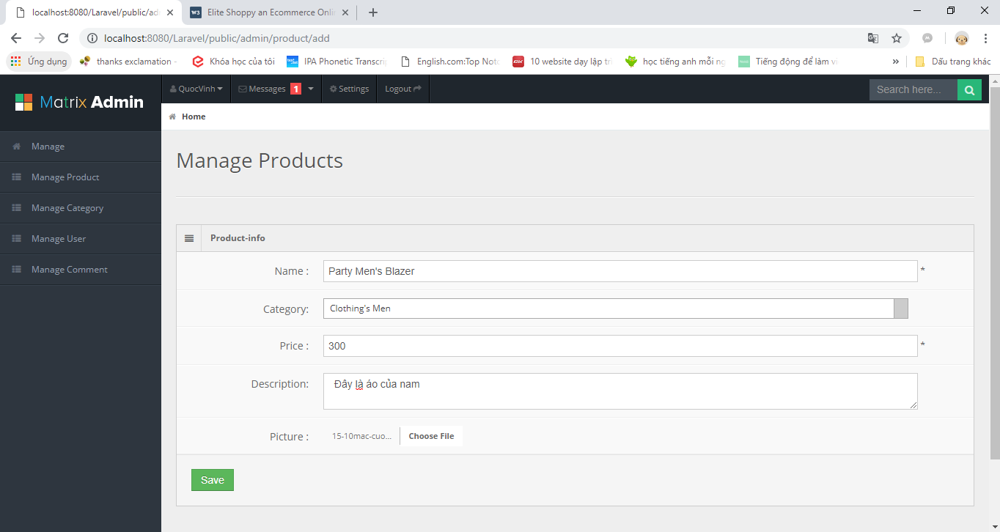 localhost:8080/Laravel/public/ad
Elite Shoppy an Ecommerce Onli
localhost:8080/Laravel/public/admin/product/add
Ứng dụng
thanks exclamation -
Khóa học của tôi
IPA Phonetic Transcrip
English.com:Top Note
10 website dạy lập trì
học tiếng anh mỗi ng
Tiếng động để làm vi
»
Dấu trang khác
Matrix Admin
QuocVinh
Messages 1
Settings
Logout
Search here...
Home
Manage
Manage Product
Manage Category
Manage User
Manage Comment
Manage Products
Product-info
Name : Party Men's Blazer *
Category: Clothing's Men
Price : 300 *
Description: Đây là áo của nam
Picture : 15-10mac-cuo... Choose File
Save